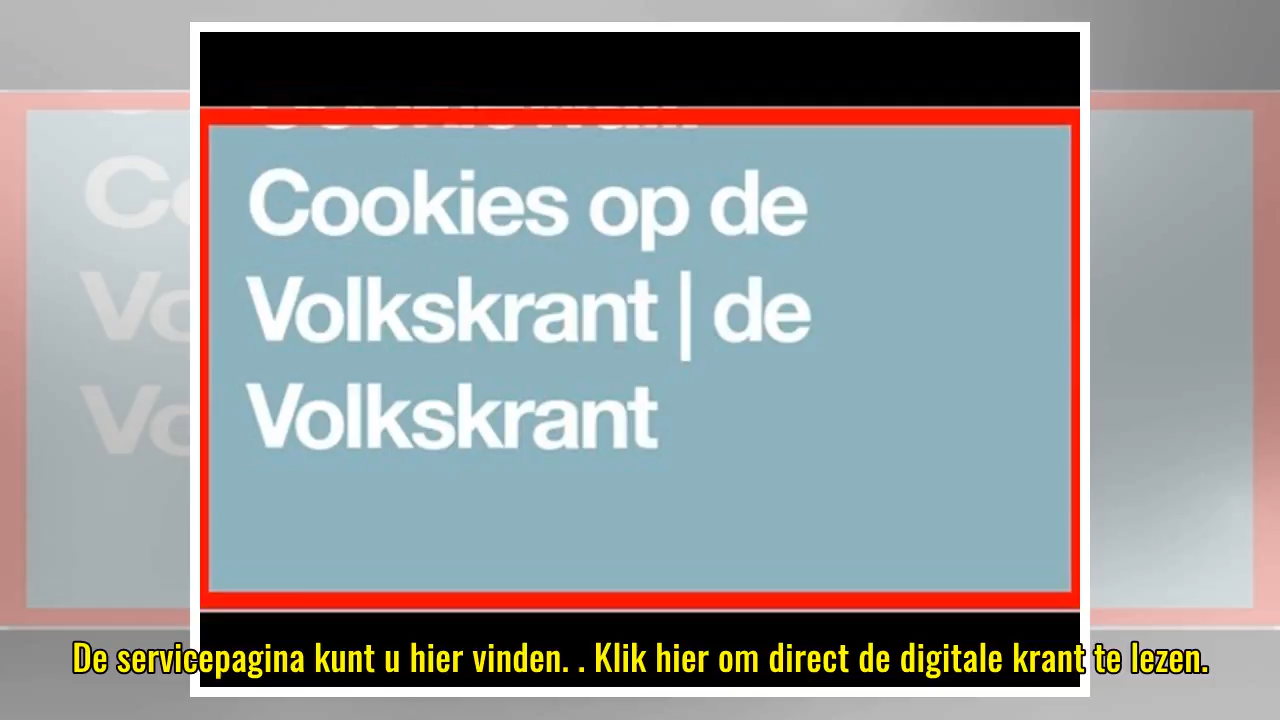 Cookies op de
Volkskrant | de
Volkskrant
De servicepagina kunt u hier vinden. . Klik hier om direct de digitale krant te lezen.